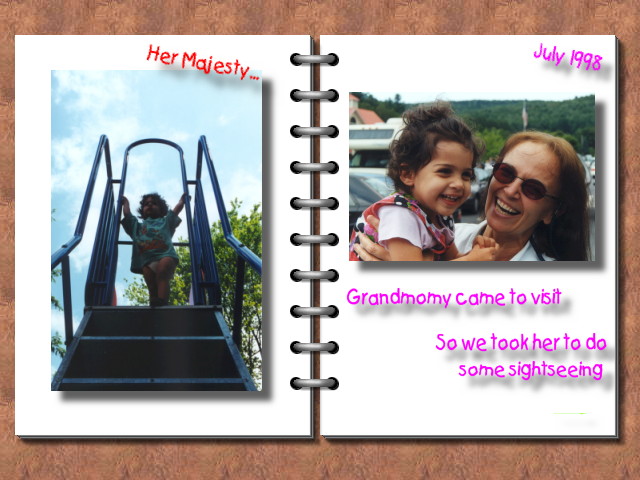 Her Majesty...
July 1998
Grandmomy came to visit
So we took her to do
some sightseeing